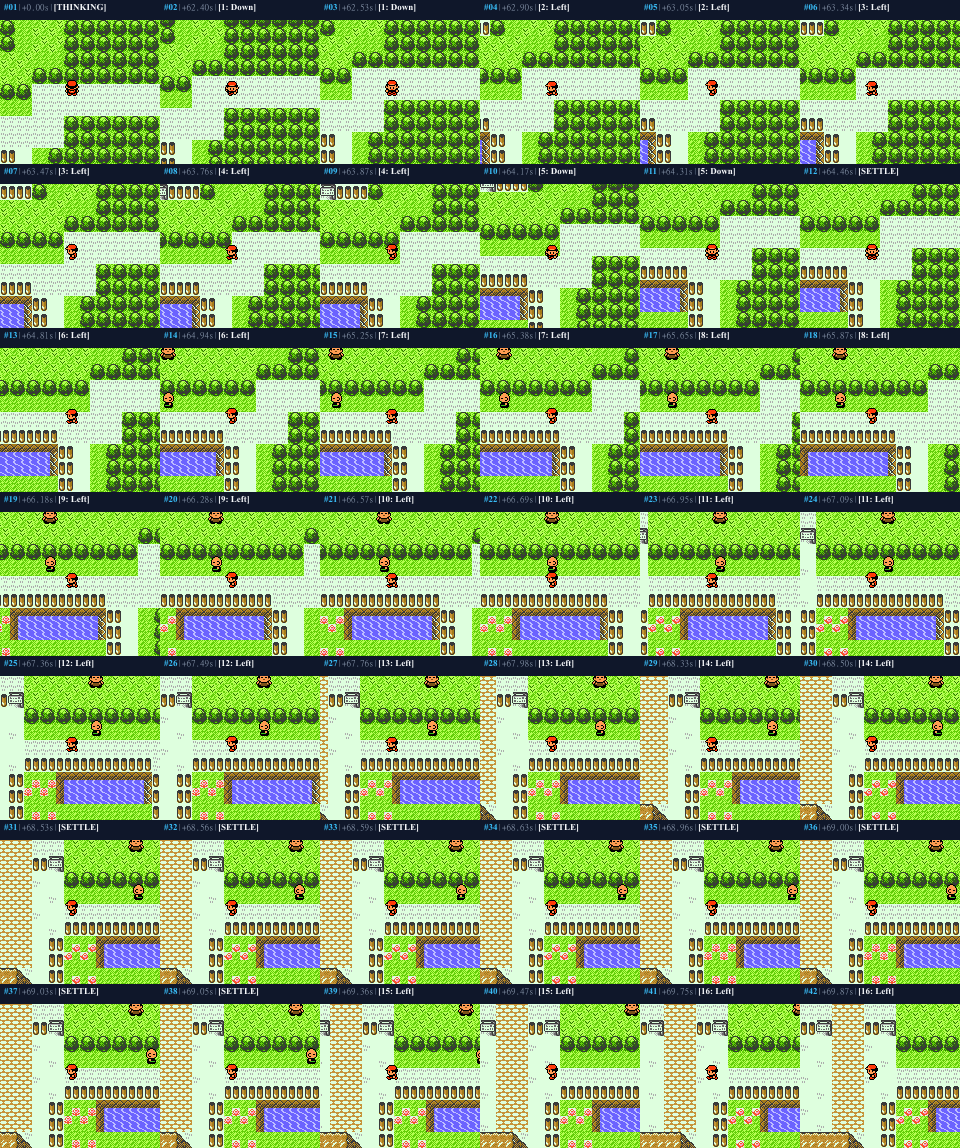 #01|+0.00s|[THINKING] #02|+62.40s|[1: Down] #03|+62.53s|[1: Down] #04|+62.90s|[2: Left] #05|+63.05s|[2: Left] #06|+63.34s|[3: Left]
#07|+63.47s|[3: Left] #08|+63.76s|[4: Left] #09|+63.87s|[4: Left] #10|+64.17s|[5: Down] #11|+64.31s|[5: Down] #12|+64.46s|[SETTLE]
#13|+64.81s|[6: Left] #14|+64.94s|[6: Left] #15|+65.25s|[7: Left] #16|+65.38s|[7: Left] #17|+65.65s|[8: Left] #18|+65.87s|[8: Left]
#19|+66.18s|[9: Left] #20|+66.28s|[9: Left] #21|+66.57s|[10: Left] #22|+66.69s|[10: Left] #23|+66.95s|[11: Left] #24|+67.09s|[11: Left]
#25|+67.36s|[12: Left] #26|+67.49s|[12: Left] #27|+67.76s|[13: Left] #28|+67.98s|[13: Left] #29|+68.33s|[14: Left] #30|+68.50s|[14: Left]
#31|+68.53s|[SETTLE] #32|+68.56s|[SETTLE] #33|+68.59s|[SETTLE] #34|+68.63s|[SETTLE] #35|+68.96s|[SETTLE] #36|+69.00s|[SETTLE]
#37|+69.03s|[SETTLE] #38|+69.05s|[SETTLE] #39|+69.36s|[15: Left] #40|+69.47s|[15: Left] #41|+69.75s|[16: Left] #42|+69.87s|[16: Left]